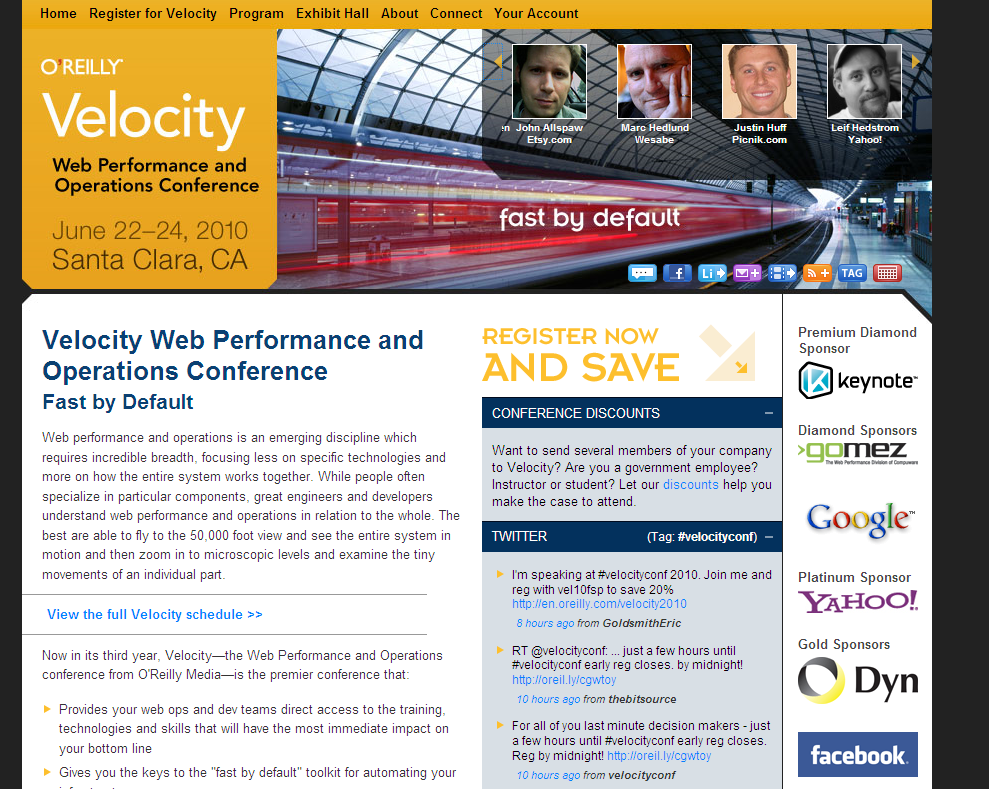 Home Register for Velocity Program Exhibit Hall About Connect Your Account
O'REILLY
Velocity
Web Performance and
Operations Conference
June 22–24, 2010
Santa Clara, CA
John Allspaw
Etsy.com
Marc Hedlund
Wesabe
Justin Huff
Picnik.com
Leif Hedstrom
Yahoo!
fast by default
f
Li
TAG
Velocity Web Performance and
Operations Conference
Fast by Default
Web performance and operations is an emerging discipline which
requires incredible breadth, focusing less on specific technologies and
more on how the entire system works together. While people often
specialize in particular components, great engineers and developers
understand web performance and operations in relation to the whole. The
best are able to fly to the 50,000 foot view and see the entire system in
motion and then zoom in to microscopic levels and examine the tiny
movements of an individual part.
View the full Velocity schedule >>
Now in its third year, Velocity—the Web Performance and Operations
conference from O'Reilly Media—is the premier conference that:
Provides your web ops and dev teams direct access to the training,
technologies and skills that will have the most immediate impact on
your bottom line
Gives you the keys to the "fast by default" toolkit for automating your
REGISTER NOW
AND SAVE
CONFERENCE DISCOUNTS
Want to send several members of your company
to Velocity? Are you a government employee?
Instructor or student? Let our discounts help you
make the case to attend.
TWITTER (Tag: #velocityconf)
I'm speaking at #velocityconf 2010. Join me and
reg with vel10fsp to save 20%
http://en.oreilly.com/velocity2010
8 hours ago from GoldsmithEric
RT @velocityconf: ... just a few hours until
#velocityconf early reg closes. by midnight!
http://oreil.ly/cgwtoy
10 hours ago from thebitsource
For all of you last minute decision makers - just
a few hours until #velocityconf early reg closes.
Reg by midnight! http://oreil.ly/cgwtoy
10 hours ago from velocityconf
Premium Diamond
Sponsor
keynote™
Diamond Sponsors
gomez
The Web Performance Division of Compuware
Google™
Platinum Sponsor
YAHOO!
Gold Sponsors
Dyn
facebook